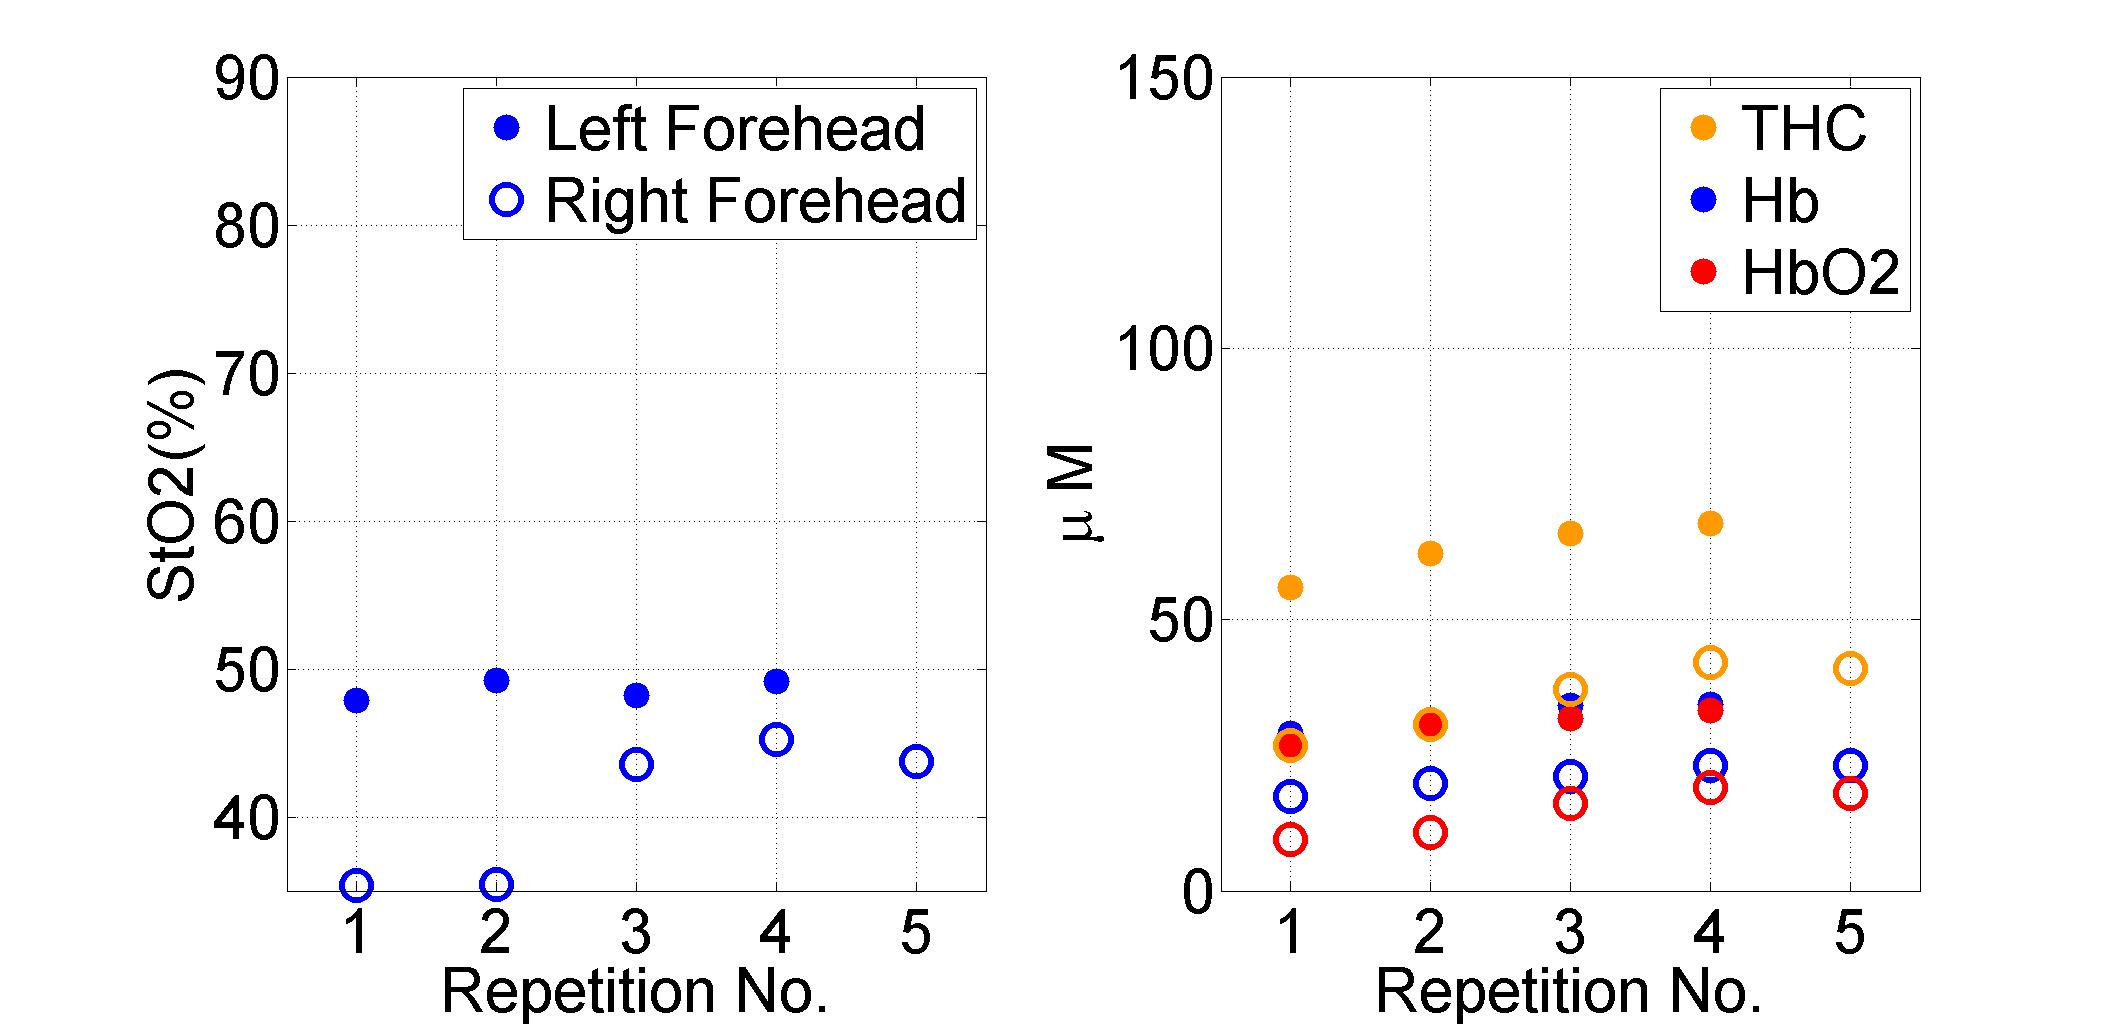 90
80
70
60
50
40
StO2(%)
Left Forehead
Right Forehead
1 2 3 4 5
Repetition No.
150
100
50
0
μ M
THC
Hb
HbO2
1 2 3 4 5
Repetition No.